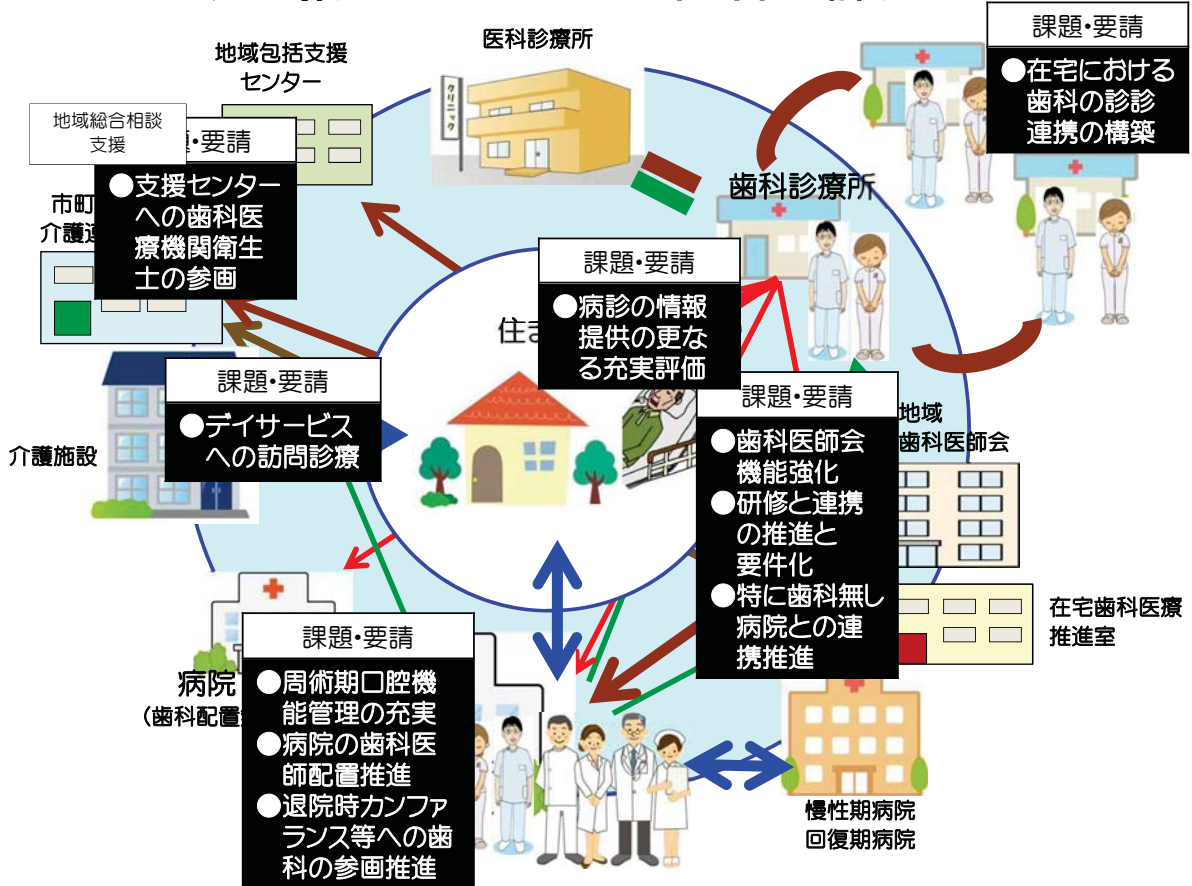 医科診療所
クリニック
地域包括支援
センター
地域総合相談
支援
・要請
●支援センター
への歯科医
療機関衛生
士の参画
市町
介護
課題・要請
●在宅における
歯科の診診
連携の構築
歯科診療所
課題・要請
●病診の情報
提供の更な
る充実評価
住ま
課題・要請
●デイサービス
への訪問診療
介護施設
課題・要請
●歯科医師会
機能強化
●研修と連携
の推進と
要件化
●特に歯科無し
病院との連
携推進
地域
歯科医師会
在宅歯科医療
推進室
病院
（歯科配置
課題・要請
●周術期口腔機
能管理の充実
●病院の歯科医
師配置推進
●退院時カンファ
ランス等への歯
科の参画推進
慢性期病院
回復期病院